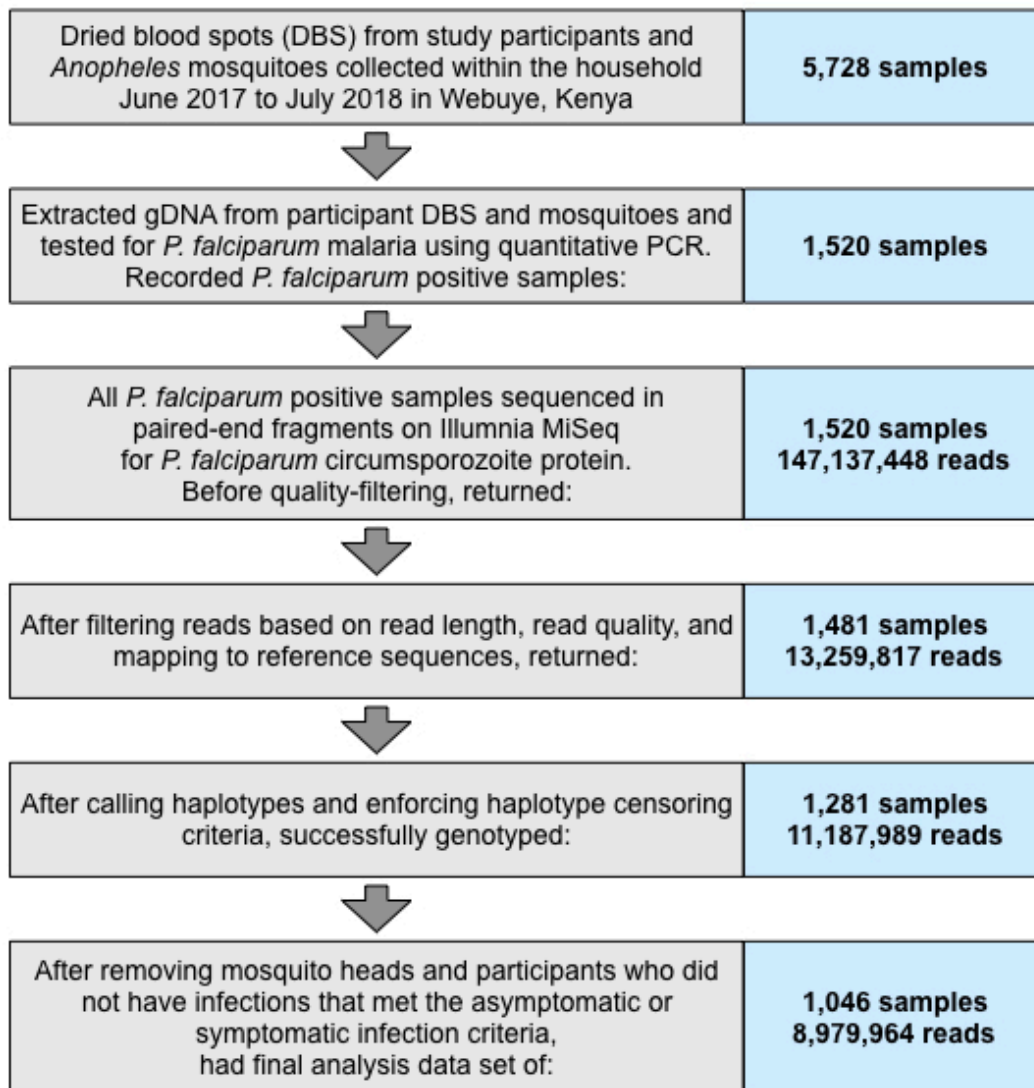 Dried blood spots (DBS) from study participants and
Anopheles mosquitoes collected within the household
June 2017 to July 2018 in Webuye, Kenya
5,728 samples
Extracted gDNA from participant DBS and mosquitoes and
tested for P. falciparum malaria using quantitative PCR.
Recorded P. falciparum positive samples:
1,520 samples
All P. falciparum positive samples sequenced in
paired-end fragments on Illumnia MiSeq
for P. falciparum circumsporozoite protein.
Before quality-filtering, returned:
1,520 samples
147,137,448 reads
After filtering reads based on read length, read quality, and
mapping to reference sequences, returned:
1,481 samples
13,259,817 reads
After calling haplotypes and enforcing haplotype censoring
criteria, successfully genotyped:
1,281 samples
11,187,989 reads
After removing mosquito heads and participants who did
not have infections that met the asymptomatic or
symptomatic infection criteria,
had final analysis data set of:
1,046 samples
8,979,964 reads